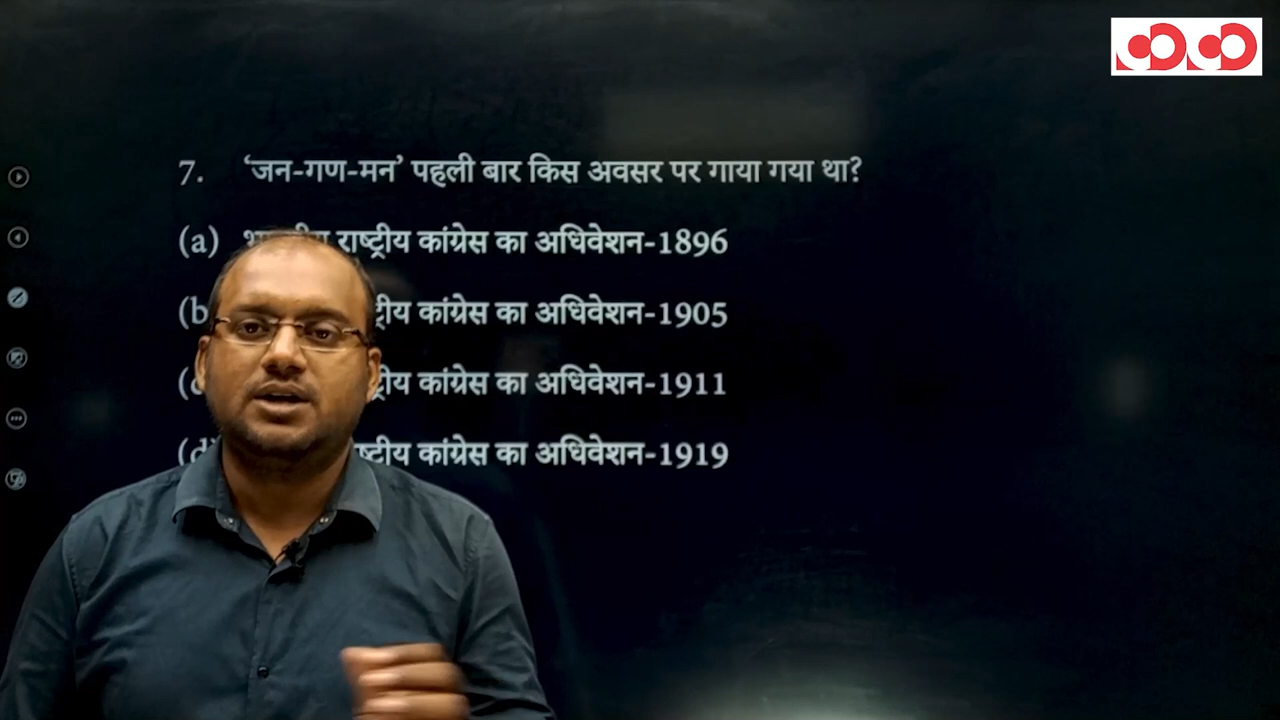 7. ‘जन-गण-मन’ पहली बार किस अवसर पर गाया गया था?
(a) राष्ट्रीय कांग्रेस का अधिवेशन-1896
(b कांग्रेस का अधिवेशन-1905
कांग्रेस का अधिवेशन-1911
(d) कांग्रेस का अधिवेशन-1919